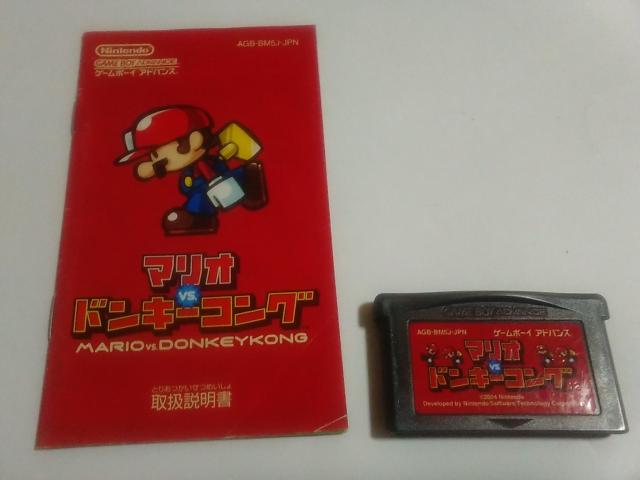 Nintendo
AGB-BM5J-JPN
GAME BOY ADVANCE
ゲームボーイ アドバンス
マリオ
VS.
ドンキーコング
MARIO VS. DONKEY KONG
とりあつかいせつめいしょ
取扱説明書
GAME BOY ADVANCE
AGB-BM5J-JPN ゲームボーイ アドバンス
マリオ
VS.
ドンキーコング
©2004 Nintendo
Developed by Nintendo Software Technology Corporation